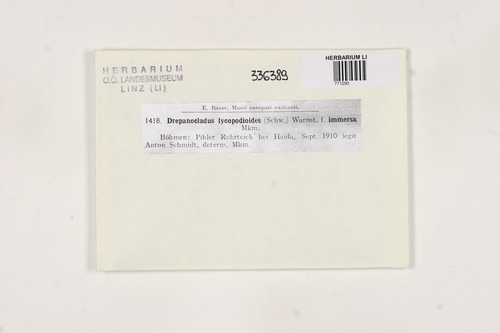 HERBARIUM
O.Ö. LANDESMUSEUM
LINZ (LI)
336389
HERBARIUM LI
771290
E. Bauer, Musci europaei exsiccati.
1418. Drepanocladus lycopodioides (Schw.) Warnst. f. immersa
Mkm.
Böhmen: Pihler Rohrteich bei Haida, Sept 1910 legit
Anton Schmidt, determ. Mkm.